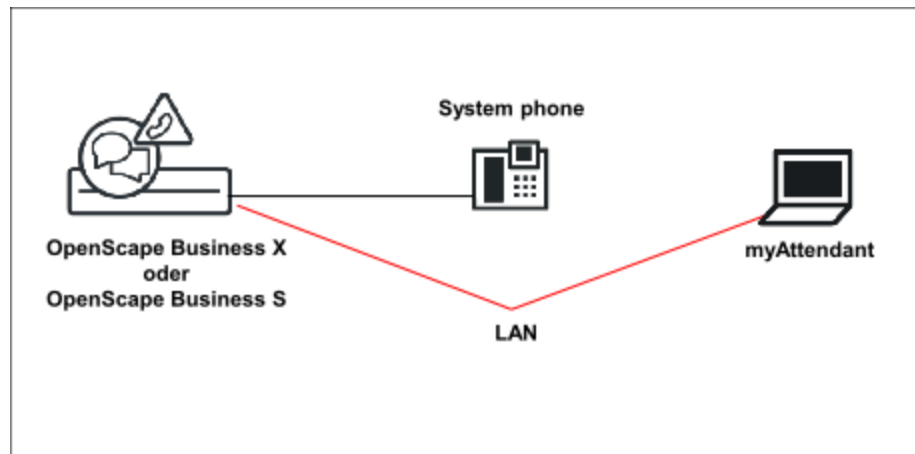 System phone
OpenScape Business X
oder
OpenScape Business S
myAttendant
LAN